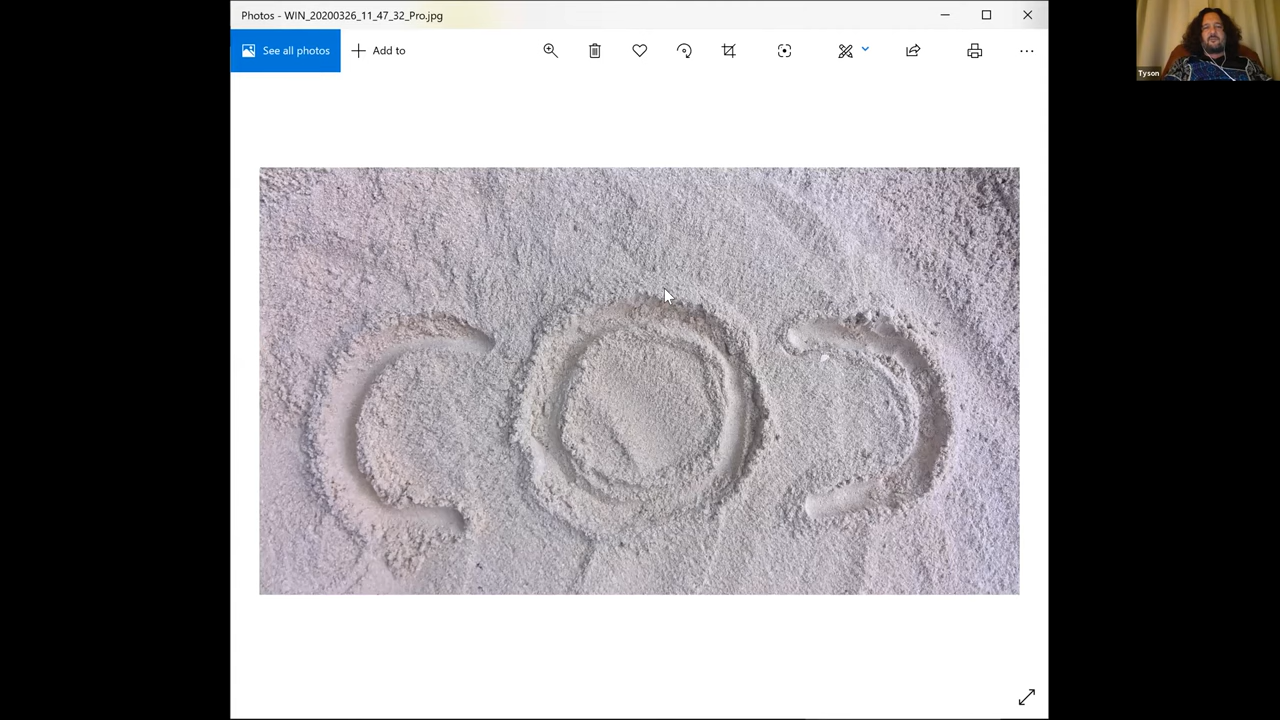 Photos - WIN_20200326_11_47_32_Pro.jpg
See all photos
Add to
Tyson